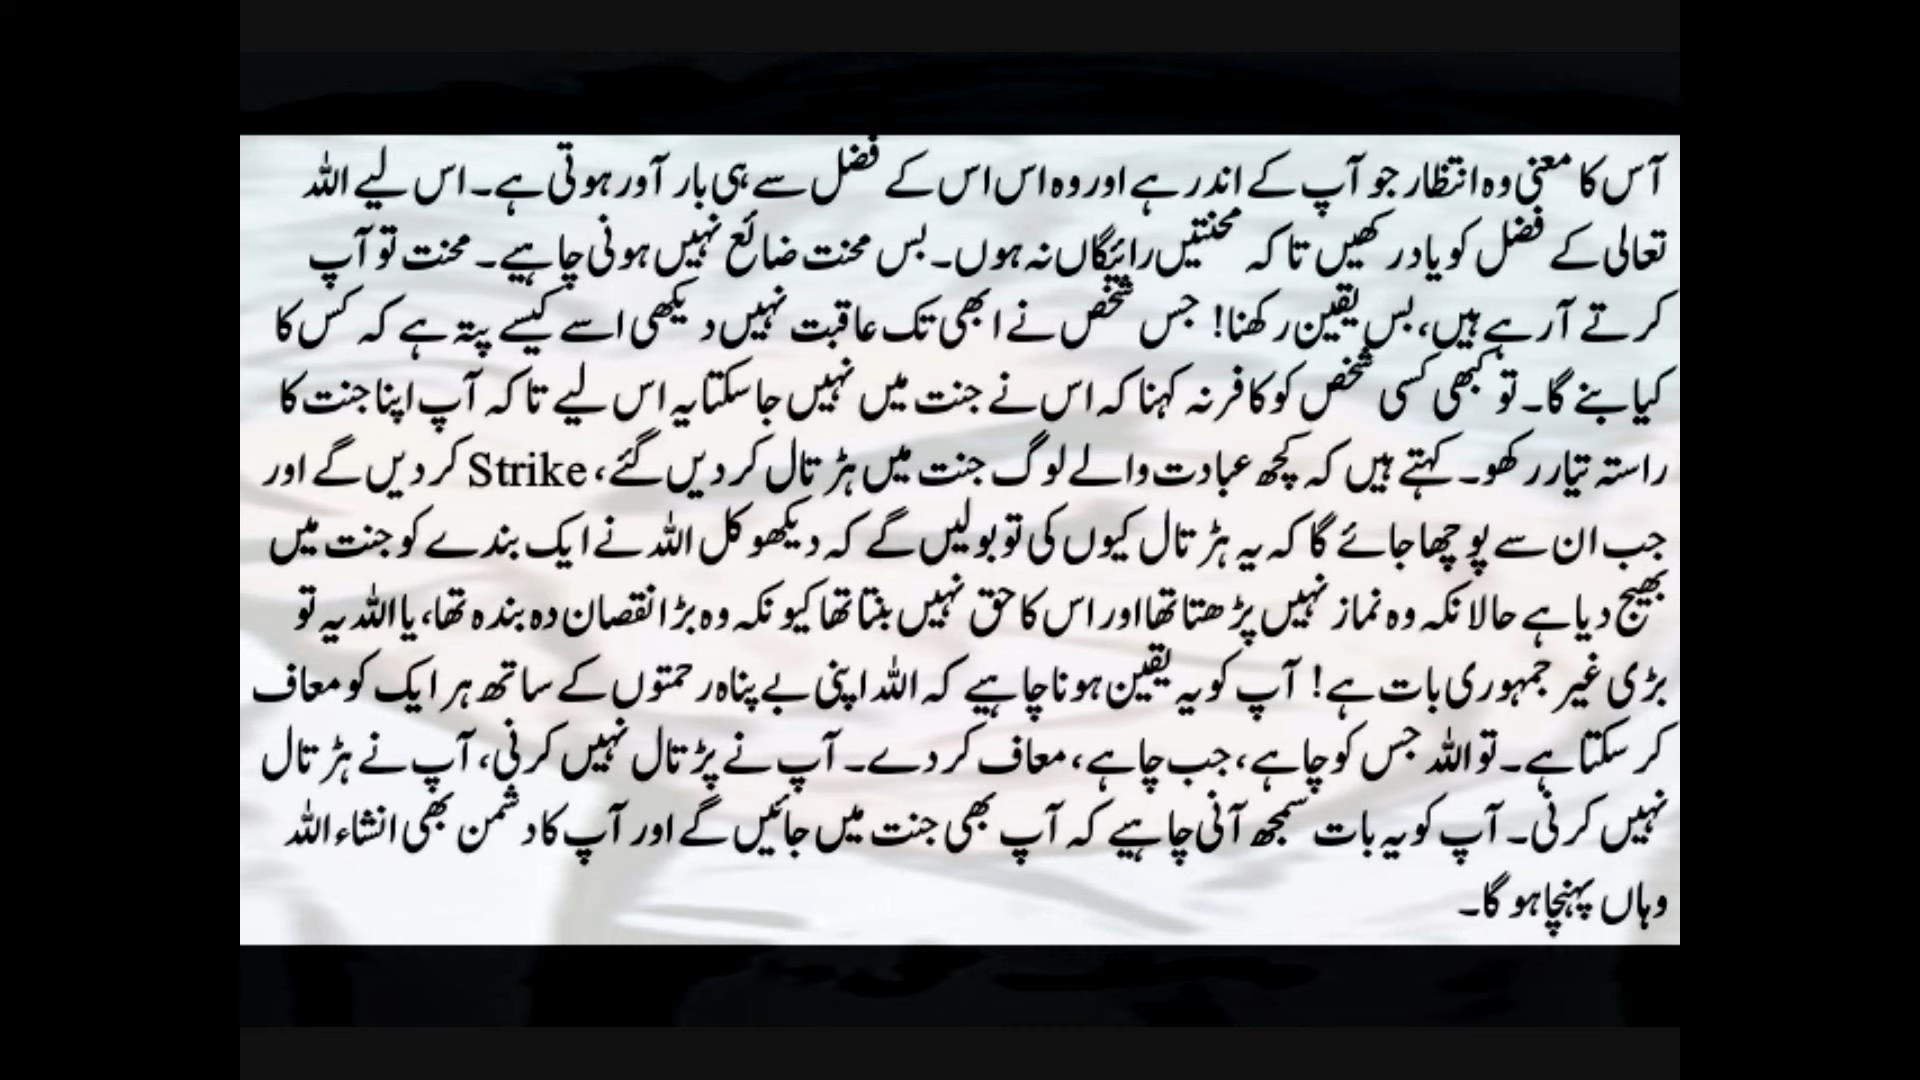 آس کا معنی وہ انتظار جو آپ کے اندر ہے اور وہ اس اس کے فضل سے ہی بار آور ہوتی ہے۔ اس لیے اللہ
تعالی کے فضل کو یاد رکھیں تا کہ محنتیں رائیگاں نہ ہوں۔ بس محنت ضائع نہیں ہونی چاہیے۔ محنت تو آپ
کرتے آرہے ہیں، بس یقین رکھنا! جس شخص نے ابھی تک عاقبت نہیں دیکھی اسے کیسے پتہ ہے کہ کس کا
کیا بنے گا۔ تو کبھی کسی شخص کو کافر نہ کہنا کہ اس نے جنت میں نہیں جا سکتا یہ اس لیے تا کہ آپ اپنا جنت کا
راستہ تیار رکھو۔ کہتے ہیں کہ کچھ عبادت والے لوگ جنت میں ہڑتال کر دیں گئے، Strike کر دیں گے اور
جب ان سے پوچھا جائے گا کہ یہ ہڑتال کیوں کی تو بولیں گے کہ دیکھو کل اللہ نے ایک بندے کو جنت میں
بھیج دیا ہے حالانکہ وہ نماز نہیں پڑھتا تھا اور اس کا حق نہیں بنتا تھا کیونکہ وہ بڑا نقصان دہ بندہ تھا، یا اللہ یہ تو
بڑی غیر جمہوری بات ہے! آپ کو یہ یقین ہونا چاہیے کہ اللہ اپنی بے پناہ رحمتوں کے ساتھ ہر ایک کو معاف
کر سکتا ہے۔ تو اللہ جس کو چاہے، جب چاہے، معاف کر دے۔ آپ نے پڑتال نہیں کرنی، آپ نے ہڑتال
نہیں کرنی۔ آپ کو یہ بات سمجھ آنی چاہیے کہ آپ بھی جنت میں جائیں گے اور آپ کا دشمن بھی انشاء اللہ
وہاں پہنچا ہو گا۔